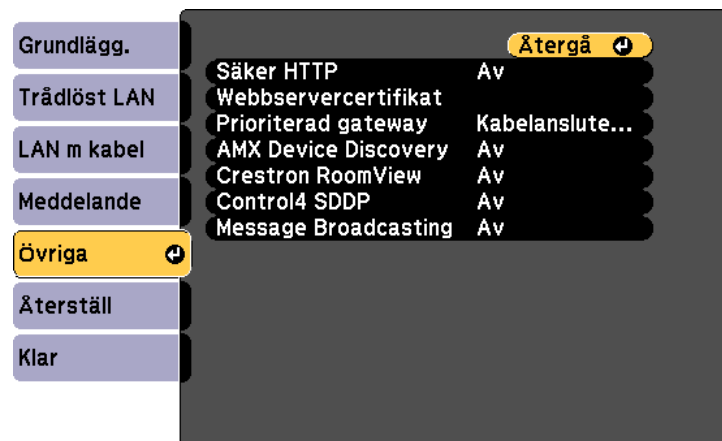 Grundlägg.
Trådlöst LAN
LAN m kabel
Meddelande
Övriga
Återställ
Klar
Återgå
Säker HTTP Av
Webbservercertifikat
Prioriterad gateway Kabelanslute...
AMX Device Discovery Av
Crestron RoomView Av
Control4 SDDP Av
Message Broadcasting Av